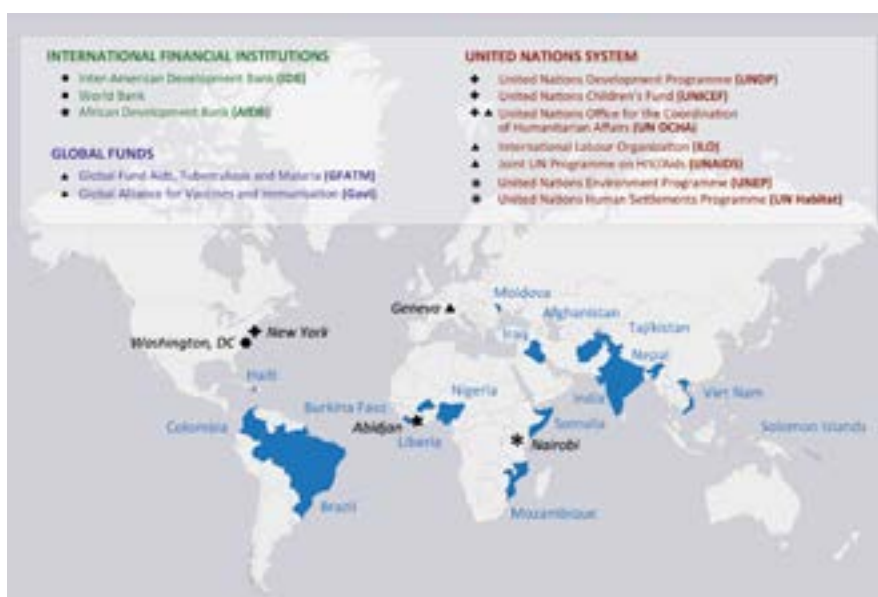 INTERNATIONAL FINANCIAL INSTITUTIONS
Inter-American Development Bank (IDB)
World Bank
African Development Bank (AfDB)
GLOBAL FUNDS
Global Fund Aids, Tuberculosis and Malaria (GFATM)
Global Alliance for Vaccines and Immunisation (Gavi)
UNITED NATIONS SYSTEM
United Nations Development Programme (UNDP)
United Nations Children's Fund (UNICEF)
United Nations Office for the Coordination
of Humanitarian Affairs (UN OCHA)
International Labour Organization (ILO)
Joint UN Programme on HIV/Aids (UNAIDS)
United Nations Environment Programme (UNEP)
United Nations Human Settlements Programme (UN Habitat)
Moldova
Geneva
Afghanistan
Tajikistan
New York
Washington, DC
Iraq
Nepal
Haiti
Nigeria
India
Viet Nam
Burkina Faso
Colombia
Abidjan
Somalia
Solomon Islands
Liberia
Nairobi
Brazil
Mozambique